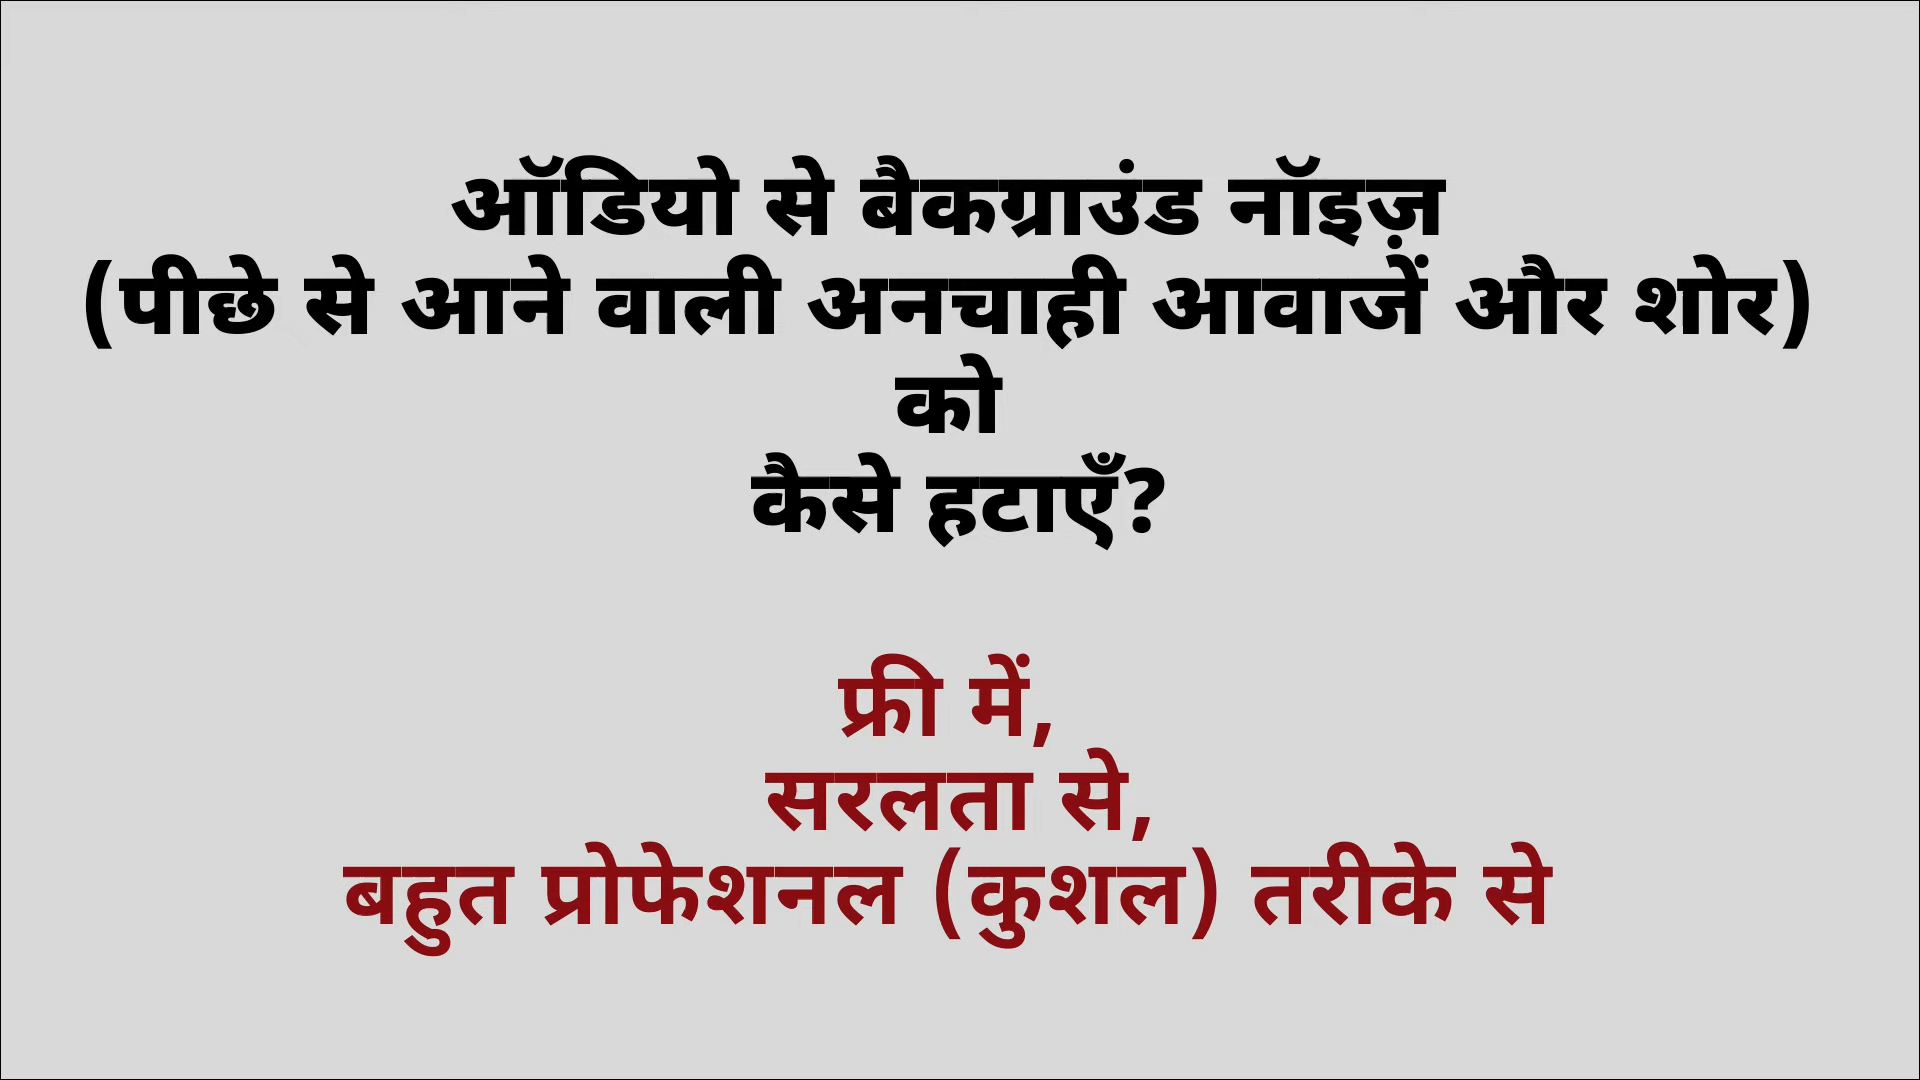 ऑडियो से बैकग्राउंड नॉइज़
(पीछे से आने वाली अनचाही आवाजें और शोर)
को
कैसे हटाएँ?
फ्री में,
सरलता से,
बहुत प्रोफेशनल (कुशल) तरीके से